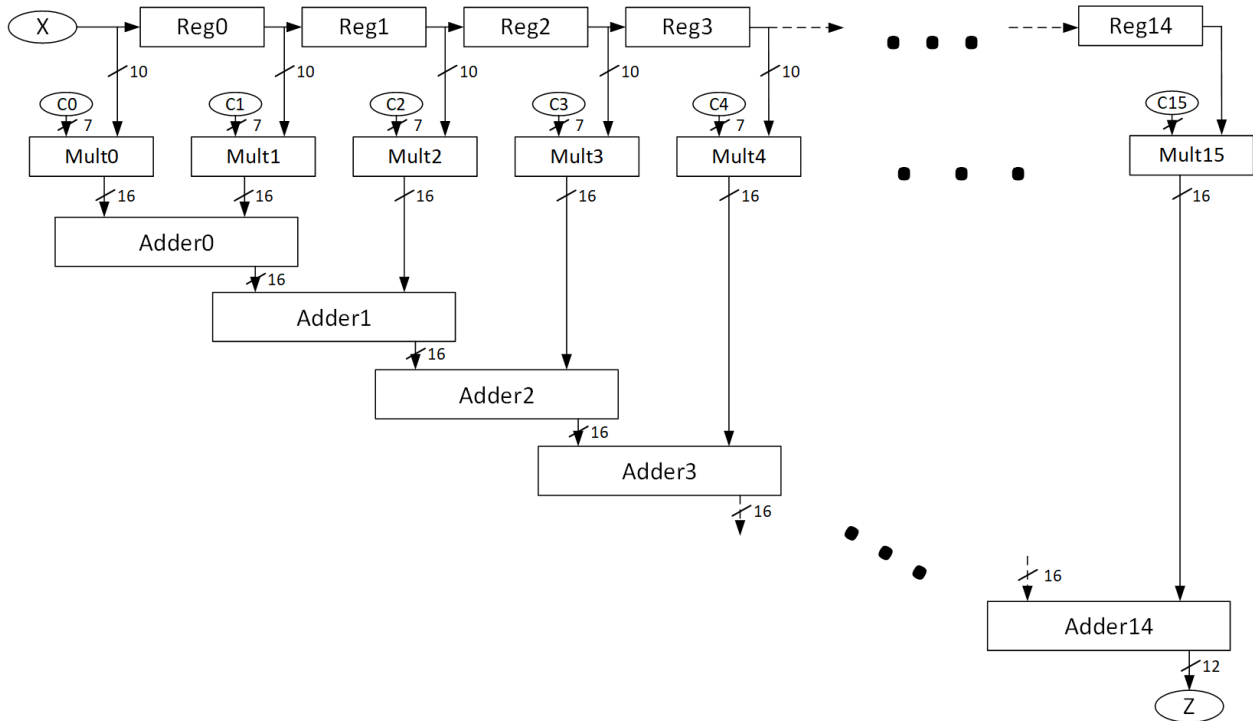 X Reg0 Reg1 Reg2 Reg3 Reg14
10 10 10 10 10
C0 C1 C2 C3 C4 C15
7 7 7 7 7
Mult0 Mult1 Mult2 Mult3 Mult4 Mult15
16 16 16 16 16 16
Adder0
16
Adder1
16
Adder2
16
Adder3
16
16
Adder14
12
Z